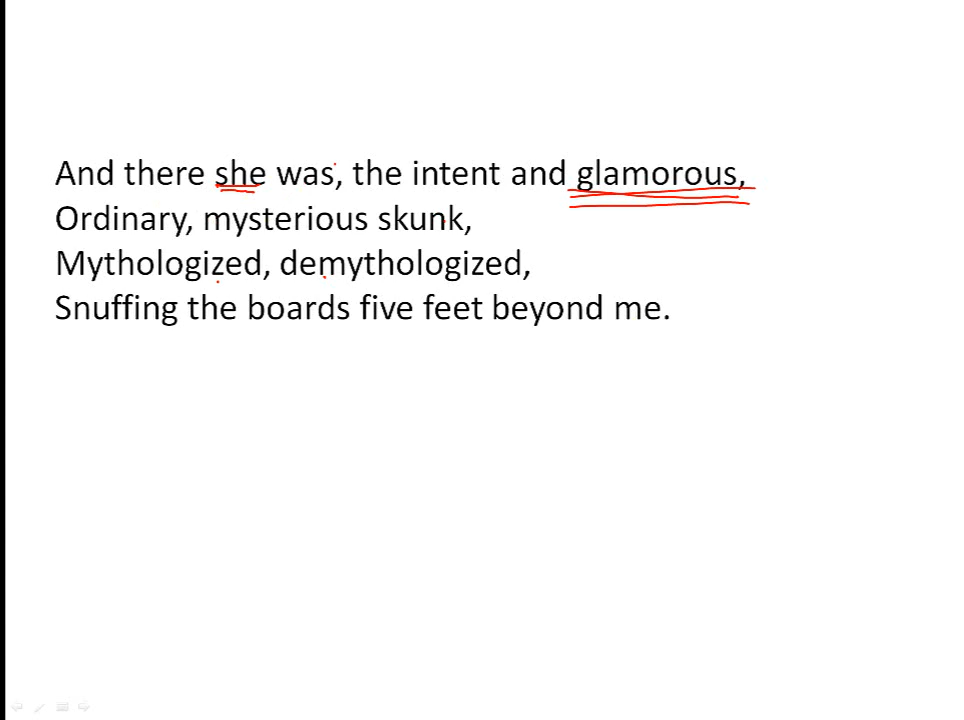 And there she was, the intent and glamorous,
Ordinary, mysterious skunk,
Mythologized, demythologized,
Snuffing the boards five feet beyond me.